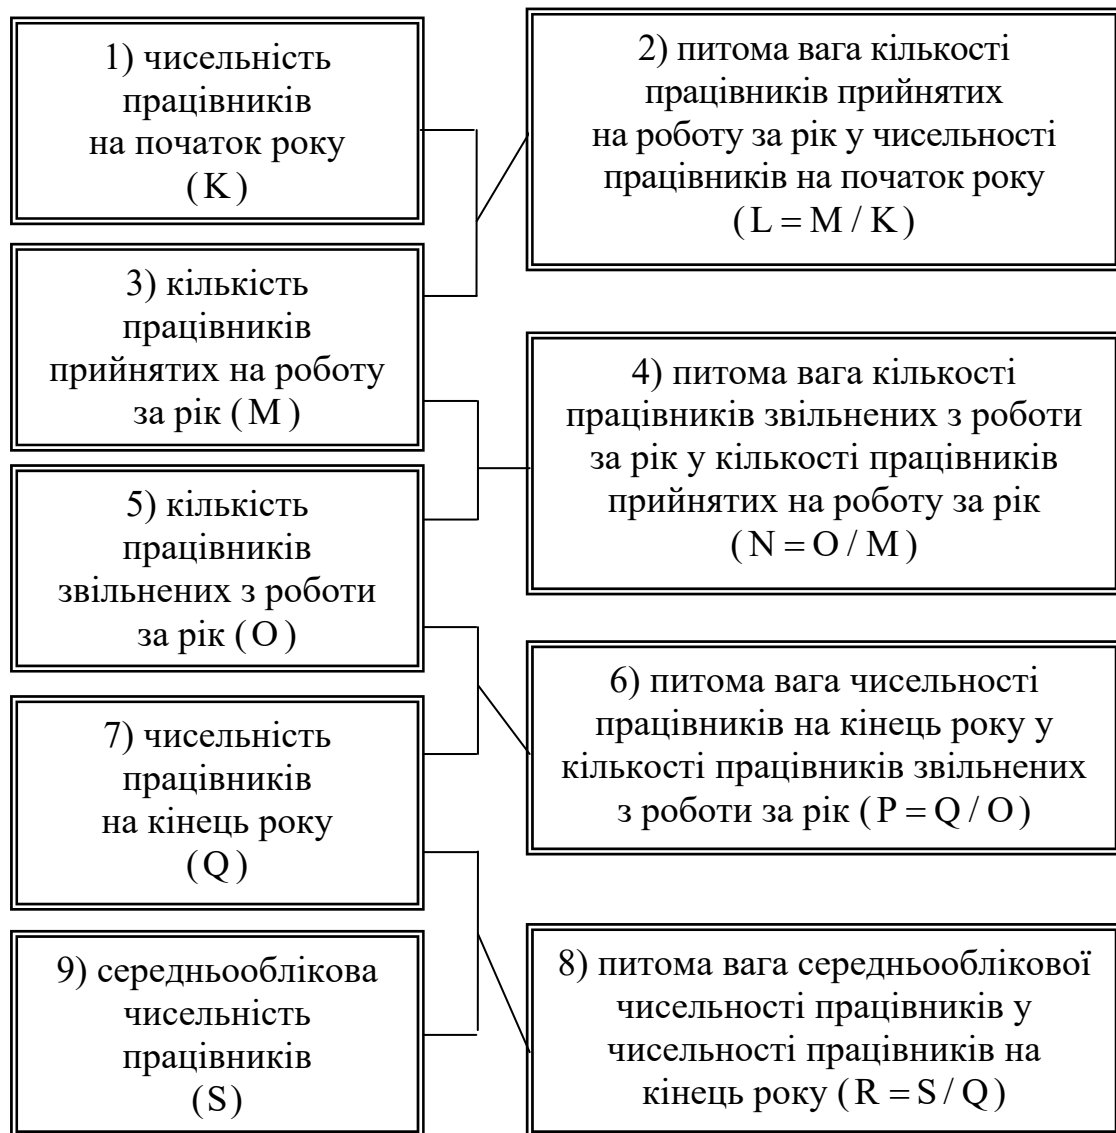 1) чисельність
працівників
на початок року
(K)
2) питома вага кількості
працівників прийнятих
на роботу за рік у чисельності
працівників на початок року
(L = M / K)
3) кількість
працівників
прийнятих на роботу
за рік (M)
4) питома вага кількості
працівників звільнених з роботи
за рік у кількості працівників
прийнятих на роботу за рік
(N = O / M)
5) кількість
працівників
звільнених з роботи
за рік (O)
6) питома вага чисельності
працівників на кінець року у
кількості працівників звільнених
з роботи за рік (P = Q / O)
7) чисельність
працівників
на кінець року
(Q)
8) питома вага середньооблікової
чисельності працівників у
чисельності працівників на
кінець року (R = S / Q)
9) середньооблікова
чисельність
працівників
(S)